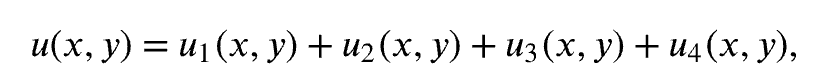 u(x, y) = u₁(x, y) + u₂(x, y) + u₃(x, y) + u₄(x, y),